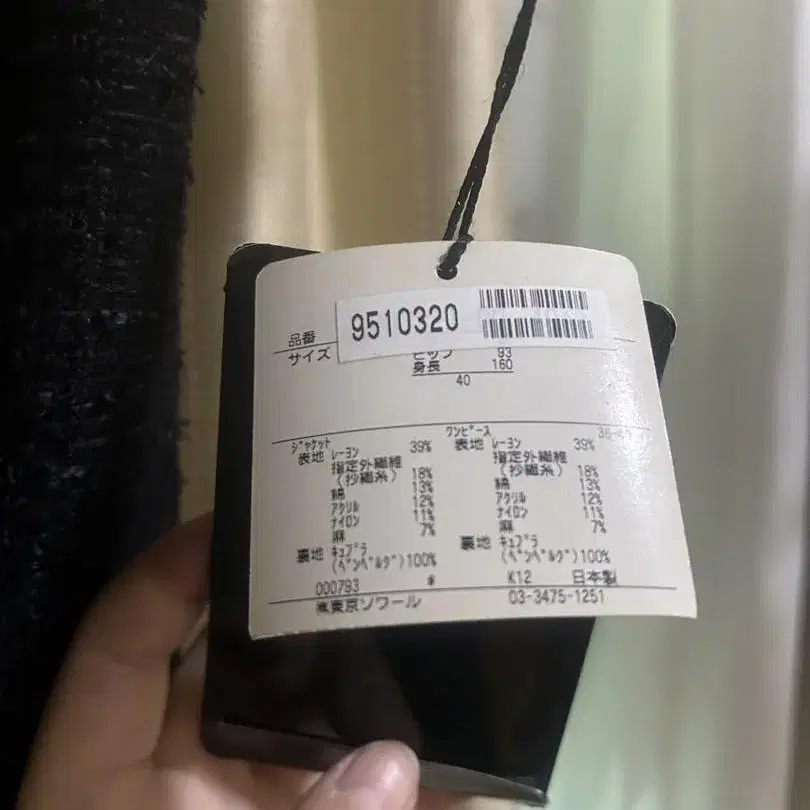 9510320
品番
サイズ
ヒップ 93
身長 160
40
ジャケット
表地 レーヨン 39%
指定外繊維
(抄繊糸) 18%
綿 13%
アクリル 12%
ナイロン 11%
麻 7%
裏地 キュプラ
(ベンベルグ)100%
ワンピース
表地 レーヨン 39%
指定外繊維
(抄繊糸) 18%
綿 13%
アクリル 12%
ナイロン 11%
麻 7%
裏地 キュプラ
(ベンベルグ)100%
000793 # K12 日本製
㈱東京ソワール 03-3475-1251